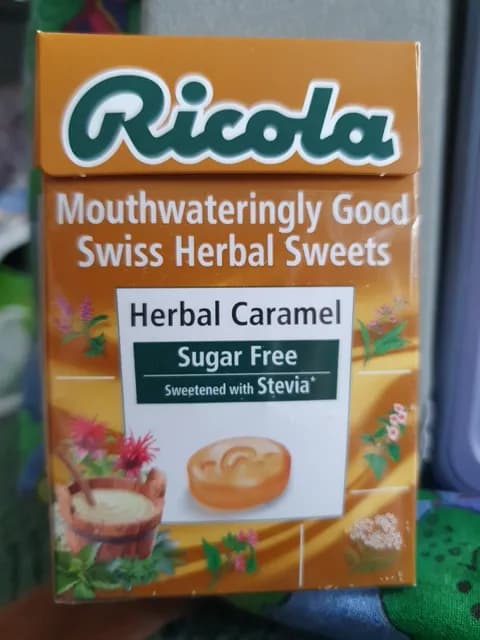 Ricola
Mouthwateringly Good
Swiss Herbal Sweets
Herbal Caramel
Sugar Free
Sweetened with Stevia*